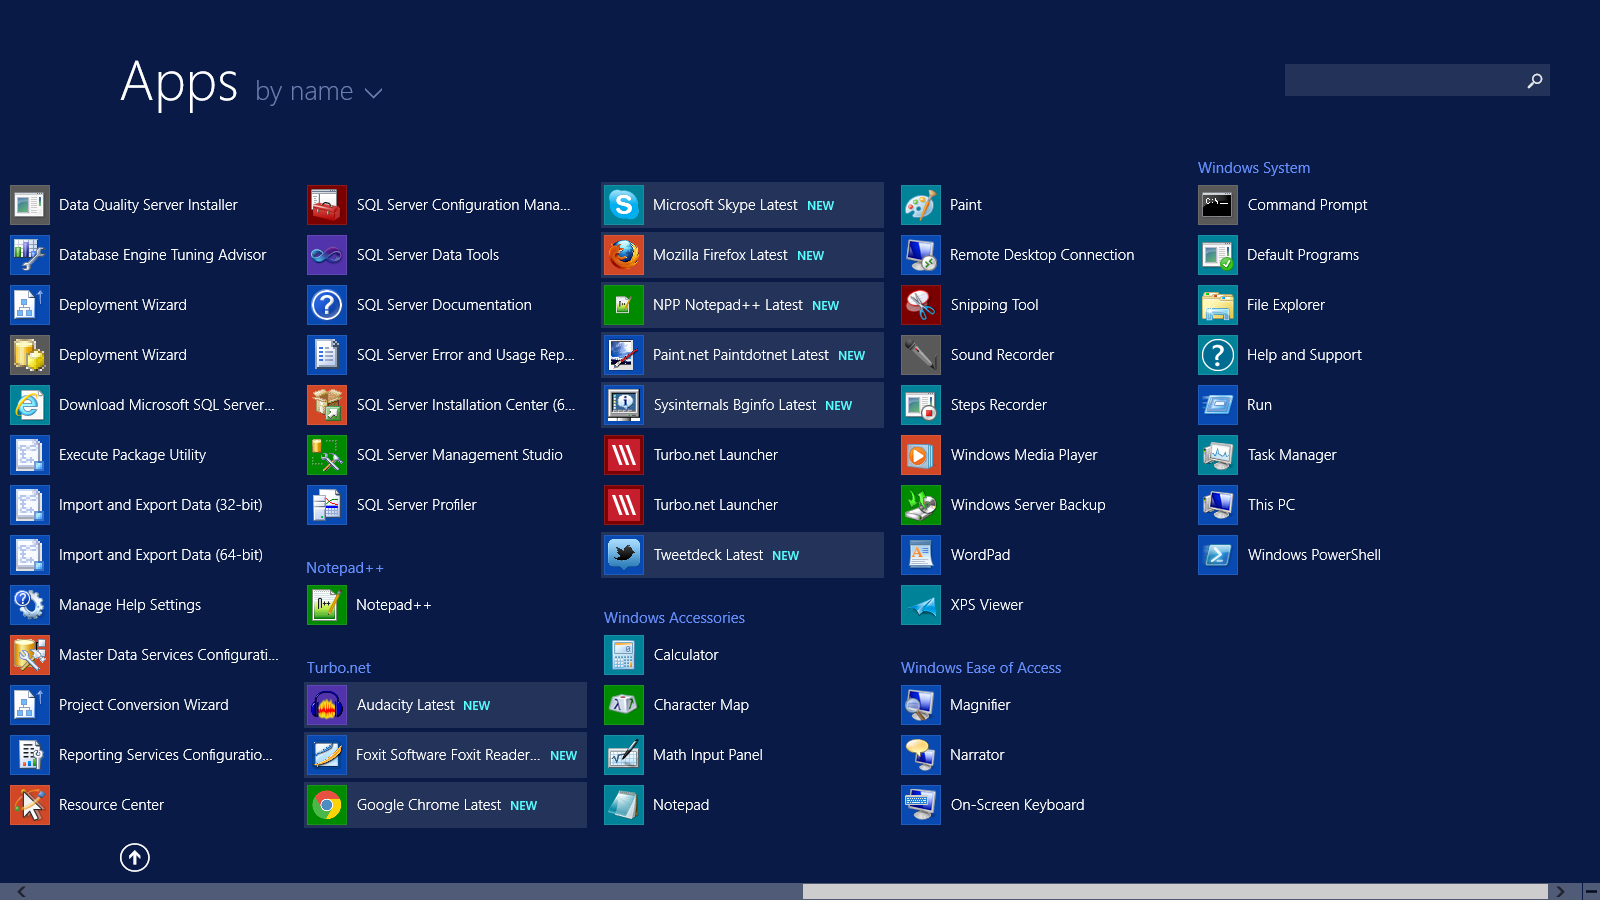 Apps by name
Data Quality Server Installer
Database Engine Tuning Advisor
Deployment Wizard
Deployment Wizard
Download Microsoft SQL Server...
Execute Package Utility
Import and Export Data (32-bit)
Import and Export Data (64-bit)
Manage Help Settings
Master Data Services Configurati...
Project Conversion Wizard
Reporting Services Configuratio...
Resource Center
SQL Server Configuration Mana...
SQL Server Data Tools
SQL Server Documentation
SQL Server Error and Usage Rep...
SQL Server Installation Center (6...
SQL Server Management Studio
SQL Server Profiler
Notepad++
Notepad++
Turbo.net
Audacity Latest NEW
Foxit Software Foxit Reader... NEW
Google Chrome Latest NEW
Microsoft Skype Latest NEW
Mozilla Firefox Latest NEW
NPP Notepad++ Latest NEW
Paint.net Paintdotnet Latest NEW
Sysinternals Bginfo Latest NEW
Turbo.net Launcher
Turbo.net Launcher
Tweetdeck Latest NEW
Windows Accessories
Calculator
Character Map
Math Input Panel
Notepad
Paint
Remote Desktop Connection
Snipping Tool
Sound Recorder
Steps Recorder
Windows Media Player
Windows Server Backup
WordPad
XPS Viewer
Windows Ease of Access
Magnifier
Narrator
On-Screen Keyboard
Windows System
Command Prompt
Default Programs
File Explorer
Help and Support
Run
Task Manager
This PC
Windows PowerShell